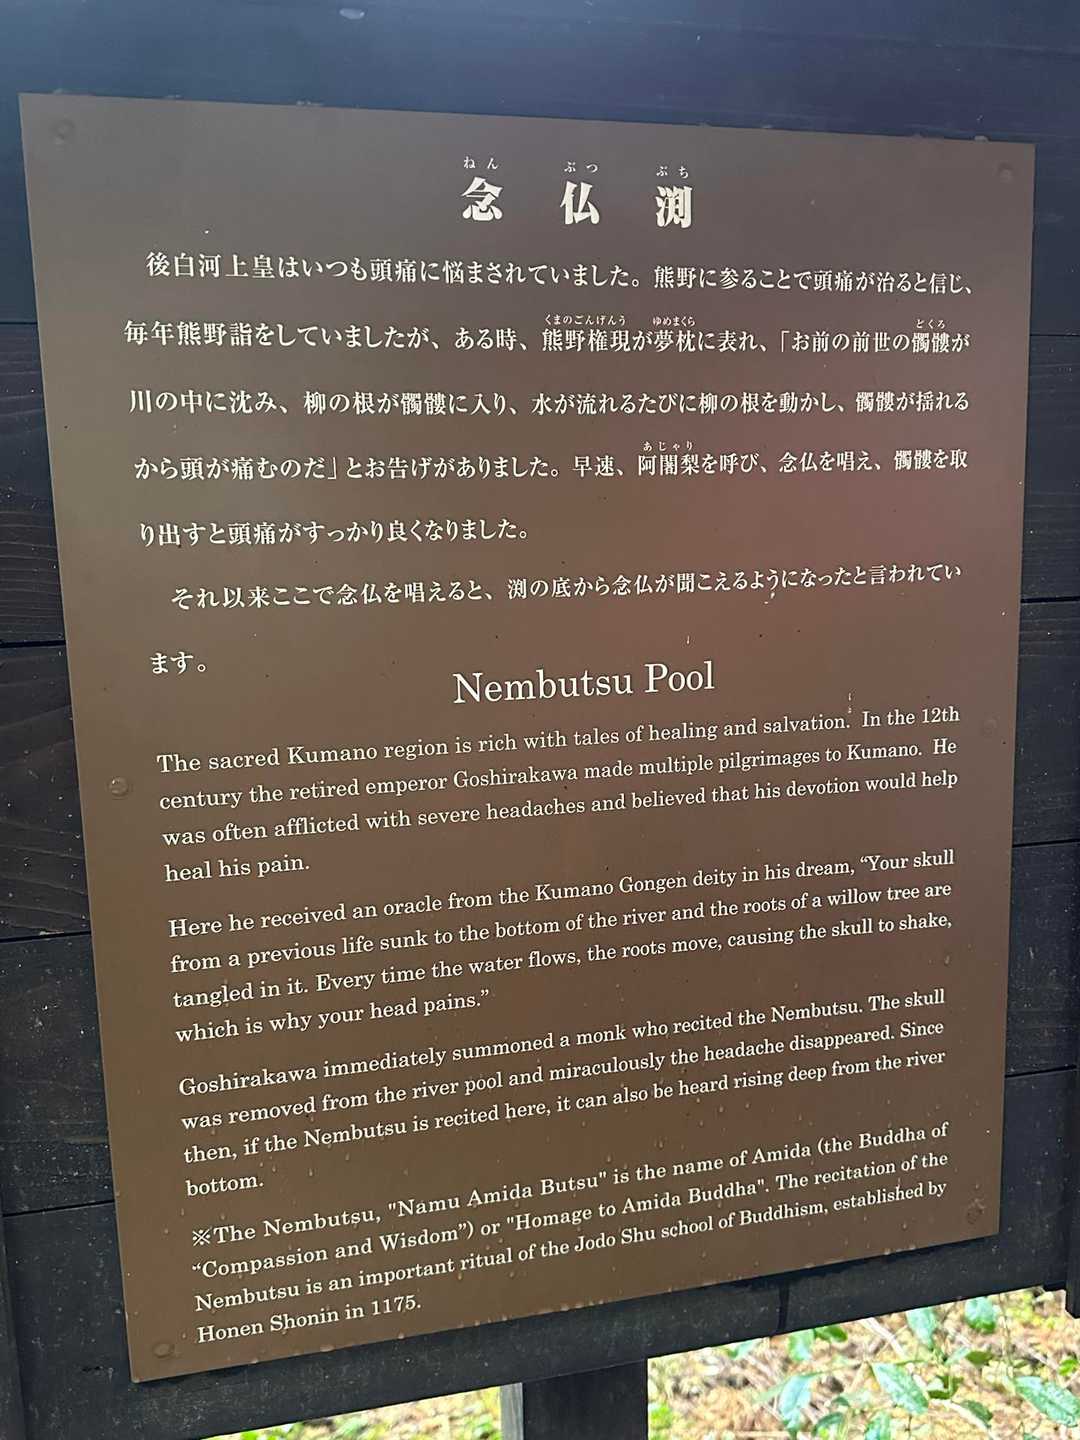 ねん ぶつ ぶち
念仏渕
後白河上皇はいつも頭痛に悩まされていました。熊野に参ることで頭痛が治ると信じ、
くまのごんげんう ゆめまくら どくろ
毎年熊野詣をしていましたが、ある時、熊野権現が夢枕に表れ、「お前の前世の髑髏が
川の中に沈み、柳の根が髑髏に入り、水が流れるたびに柳の根を動かし、髑髏が揺れる
あじゃり
から頭が痛むのだ」とお告げがありました。早速、阿闍梨を呼び、念仏を唱え、髑髏を取
り出すと頭痛がすっかり良くなりました。
それ以来ここで念仏を唱えると、渕の底から念仏が聞こえるようになったと言われてい
ます。
Nembutsu Pool
The sacred Kumano region is rich with tales of healing and salvation. In the 12th
century the retired emperor Goshirakawa made multiple pilgrimages to Kumano. He
was often afflicted with severe headaches and believed that his devotion would help
heal his pain.
Here he received an oracle from the Kumano Gongen deity in his dream, “Your skull
from a previous life sunk to the bottom of the river and the roots of a willow tree are
tangled in it. Every time the water flows, the roots move, causing the skull to shake,
which is why your head pains.”
Goshirakawa immediately summoned a monk who recited the Nembutsu. The skull
was removed from the river pool and miraculously the headache disappeared. Since
then, if the Nembutsu is recited here, it can also be heard rising deep from the river
bottom.
※The Nembutsu, "Namu Amida Butsu" is the name of Amida (the Buddha of
“Compassion and Wisdom”) or "Homage to Amida Buddha". The recitation of the
Nembutsu is an important ritual of the Jodo Shu school of Buddhism, established by
Honen Shonin in 1175.